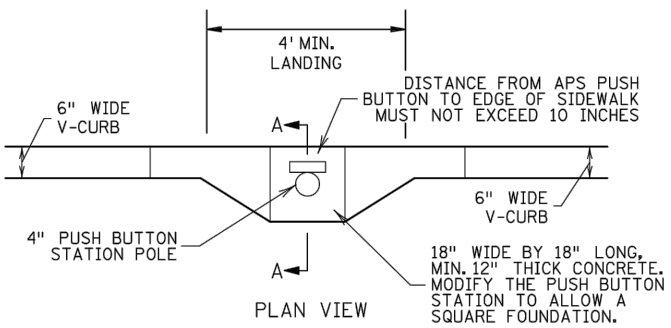 4' MIN.
LANDING
DISTANCE FROM APS PUSH
BUTTON TO EDGE OF SIDEWALK
MUST NOT EXCEED 10 INCHES
6" WIDE
V-CURB
A
6" WIDE
V-CURB
4" PUSH BUTTON
STATION POLE
A
18" WIDE BY 18" LONG,
MIN. 12" THICK CONCRETE.
MODIFY THE PUSH BUTTON
STATION TO ALLOW A
SQUARE FOUNDATION.
PLAN VIEW